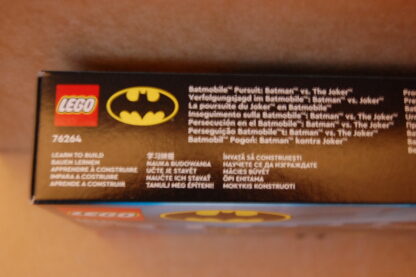 LEGO
76264
Batmobile™ Pursuit: Batman™ vs. The Joker™
Verfolgungsjagd im Batmobile™: Batman™ vs. Joker™
La poursuite du Joker™ en Batmobile™
Inseguimento sulla Batmobile™: Batman™ vs. The Joker™
Persecución en el Batmobile™: Batman™ vs. The Joker™
Perseguição Batmobile™: Batman™ vs. The Joker™
Batmobil™ Pogoń: Batman™ kontra Joker™
LEARN TO BUILD
BAUEN LERNEN
APPRENDRE À CONSTRUIRE
IMPARA A COSTRUIRE
APRENDE A CONSTRUIR
学习拼搭
NAUKA BUDOWANIA
UČTE JE STAVĚT
NAUČTE ICH STAVAŤ
TANULJ MEG ÉPÍTENI!
ÎNVAȚĂ SĂ CONSTRUIEȘTI
НАУЧЕТЕ СЕ ДА ИЗГРАЖДАТЕ
MĀCIES BŪVĒT
ÕPI EHITAMA
MOKYKIS KONSTRUOTI
LEGO